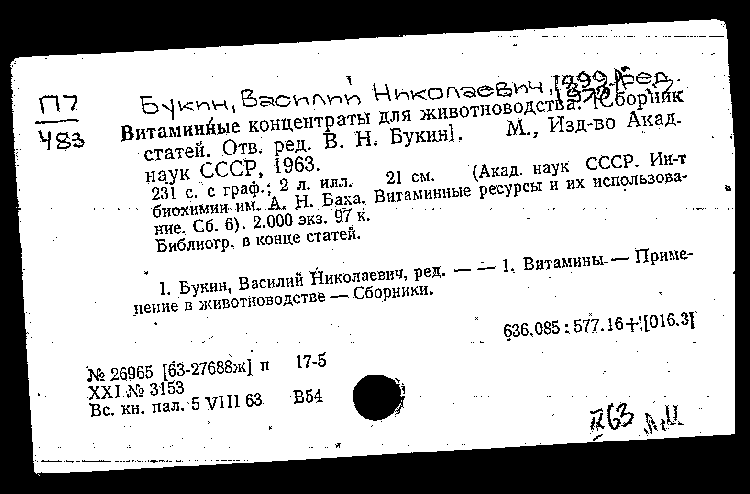 П7
483
Букин, Василий Николаевич, 1899- ред.
Витаминные концентраты для животноводства. [Сборник
статей. Отв. ред. В. Н. Букин]. М., Изд-во Акад.
наук СССР, 1963.
231 с. с граф.; 2 л. илл. 21 см. (Акад. наук СССР. Ин-т
биохимии им. А. Н. Баха. Витаминные ресурсы и их использова-
ние. Сб. 6). 2.000 экз. 97 к.
Библиогр. в конце статей.
1. Букин, Василий Николаевич, ред. — — 1. Витамины — Приме-
нение в животноводстве — Сборники.
636.085:577.16+[016.3]
№ 26965 [63-27688ж] п 17-5
XXI № 3153
Вс. кн. пал. 5 VIII 63 В54
63